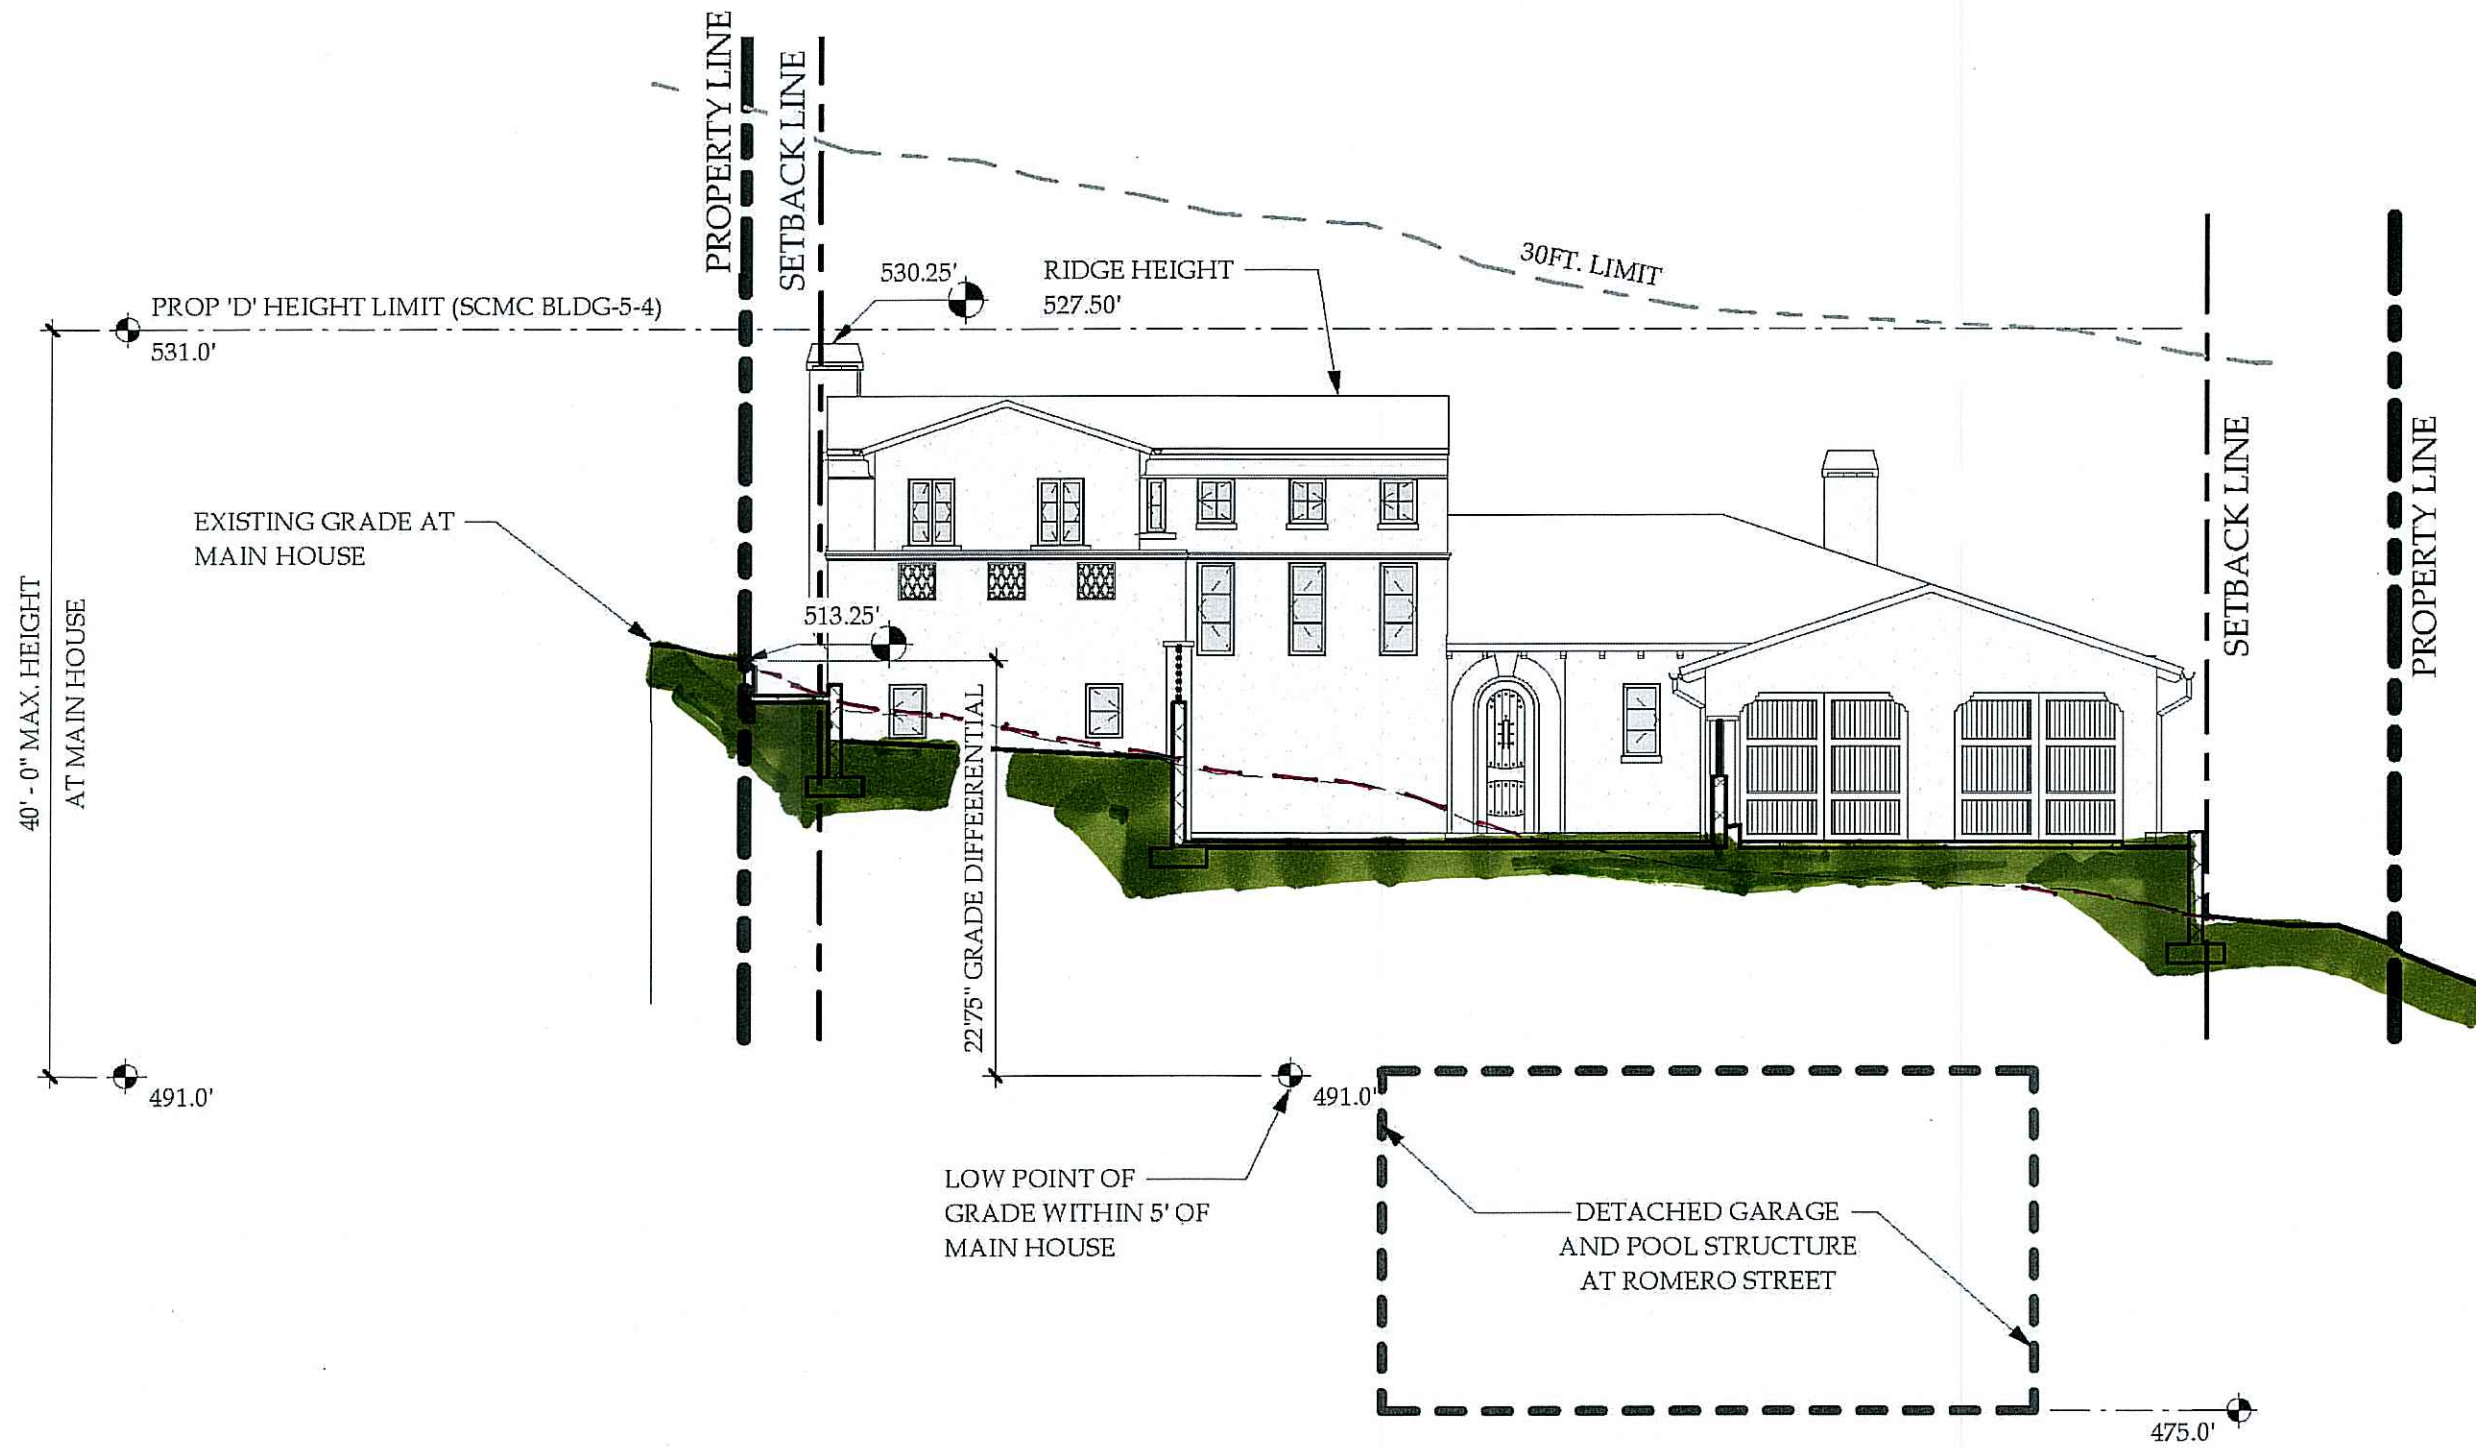 PROPERTY LINE
SETBACK LINE
530.25'
RIDGE HEIGHT
527.50'
30FT. LIMIT
PROP 'D' HEIGHT LIMIT (SCMC BLDG-5-4)
531.0'
EXISTING GRADE AT
MAIN HOUSE
513.25'
40' - 0" MAX. HEIGHT
AT MAIN HOUSE
22'75" GRADE DIFFERENTIAL
SETBACK LINE
PROPERTY LINE
491.0'
491.0'
LOW POINT OF
GRADE WITHIN 5' OF
MAIN HOUSE
DETACHED GARAGE
AND POOL STRUCTURE
AT ROMERO STREET
475.0'